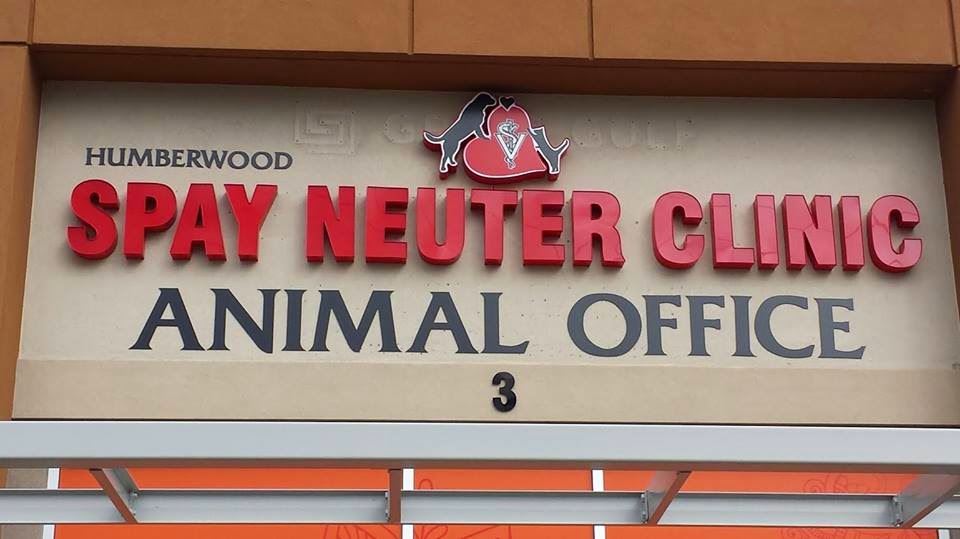 HUMBERWOOD
V
SPAY NEUTER CLINIC
ANIMAL OFFICE
3